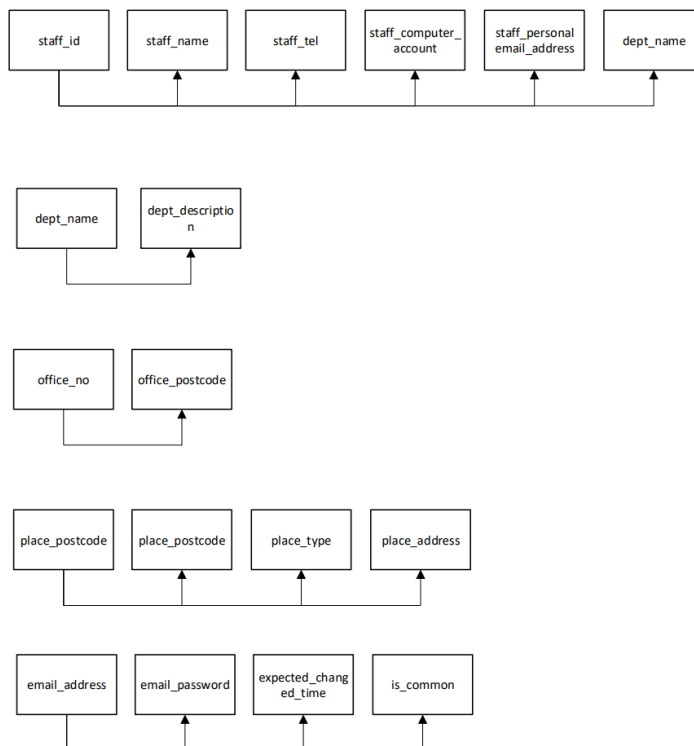 staff_id
staff_name
staff_tel
staff_computer_
account
staff_personal
email_address
dept_name
dept_name
dept_descriptio
n
office_no
office_postcode
place_postcode
place_postcode
place_type
place_address
email_address
email_password
expected_chang
ed_time
is_common